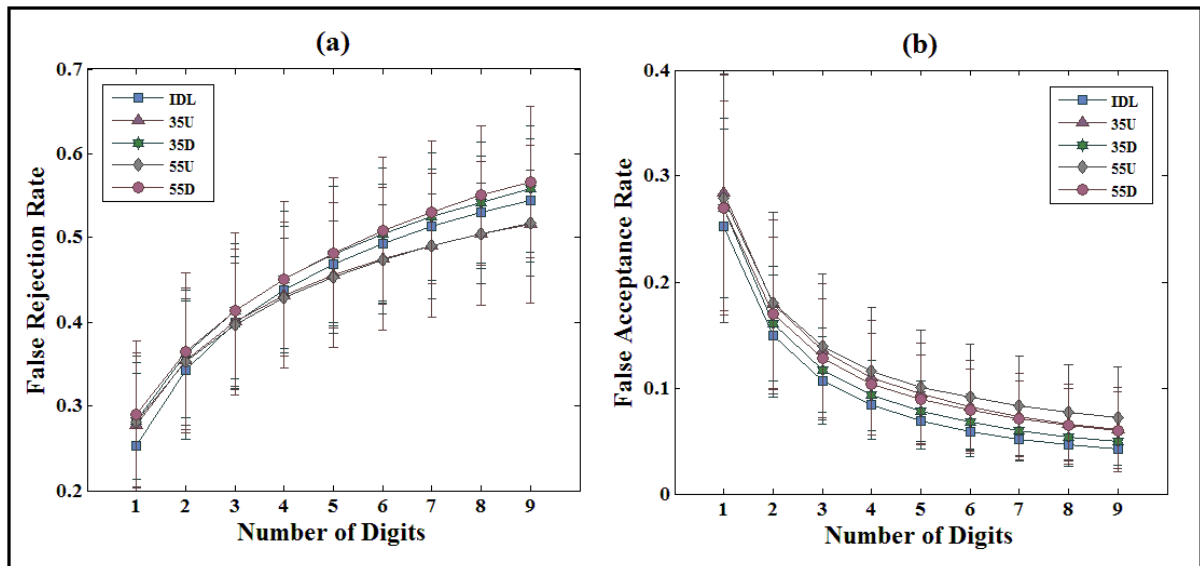 (a)
False Rejection Rate
0.7
0.6
0.5
0.4
0.3
0.2
IDL
35U
35D
55U
55D
1 2 3 4 5 6 7 8 9
Number of Digits
(b)
False Acceptance Rate
0.4
0.3
0.2
0.1
0
IDL
35U
35D
55U
55D
1 2 3 4 5 6 7 8 9
Number of Digits